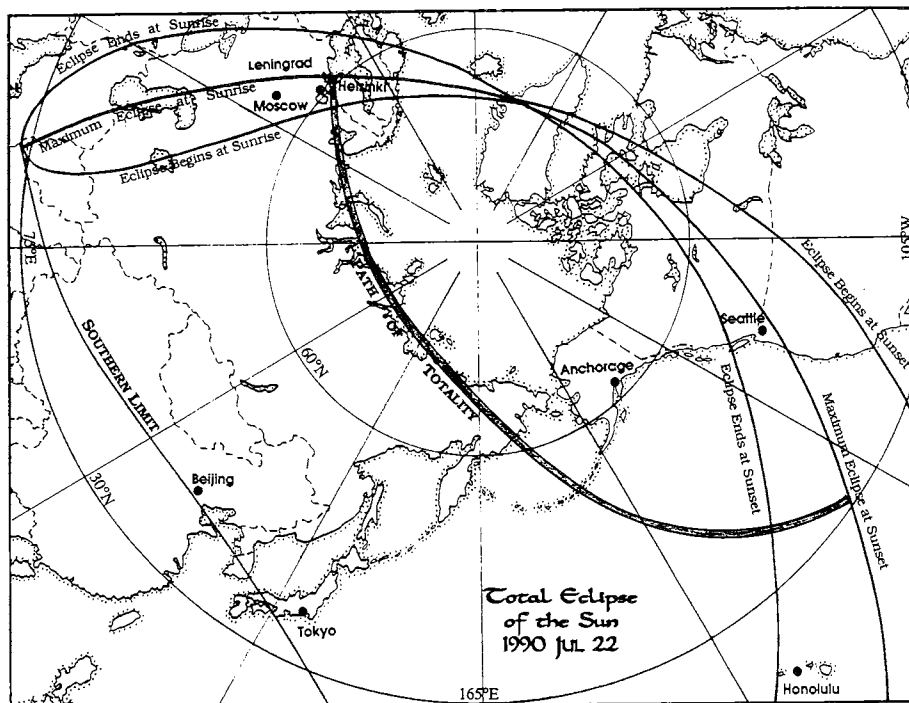 Eclipse Ends at Sunrise
Leningrad
Helsinki
Moscow
Maximum Eclipse at Sunrise
Eclipse Begins at Sunrise
75°E
PATH OF TOTALITY
60°N
SOUTHERN LIMIT
30°N
Beijing
Tokyo
Anchorage
Seattle
Eclipse Begins at Sunset
Eclipse Ends at Sunset
Maximum Eclipse at Sunset
Total Eclipse
of the Sun
1990 Jul 22
165°E
Honolulu